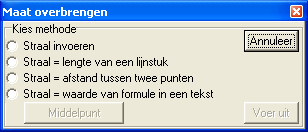 Maat overbrengen
Kies methode
Annuleer
Straal invoeren
Straal = lengte van een lijnstuk
Straal = afstand tussen twee punten
Straal = waarde van formule in een tekst
Middelpunt
Voer uit